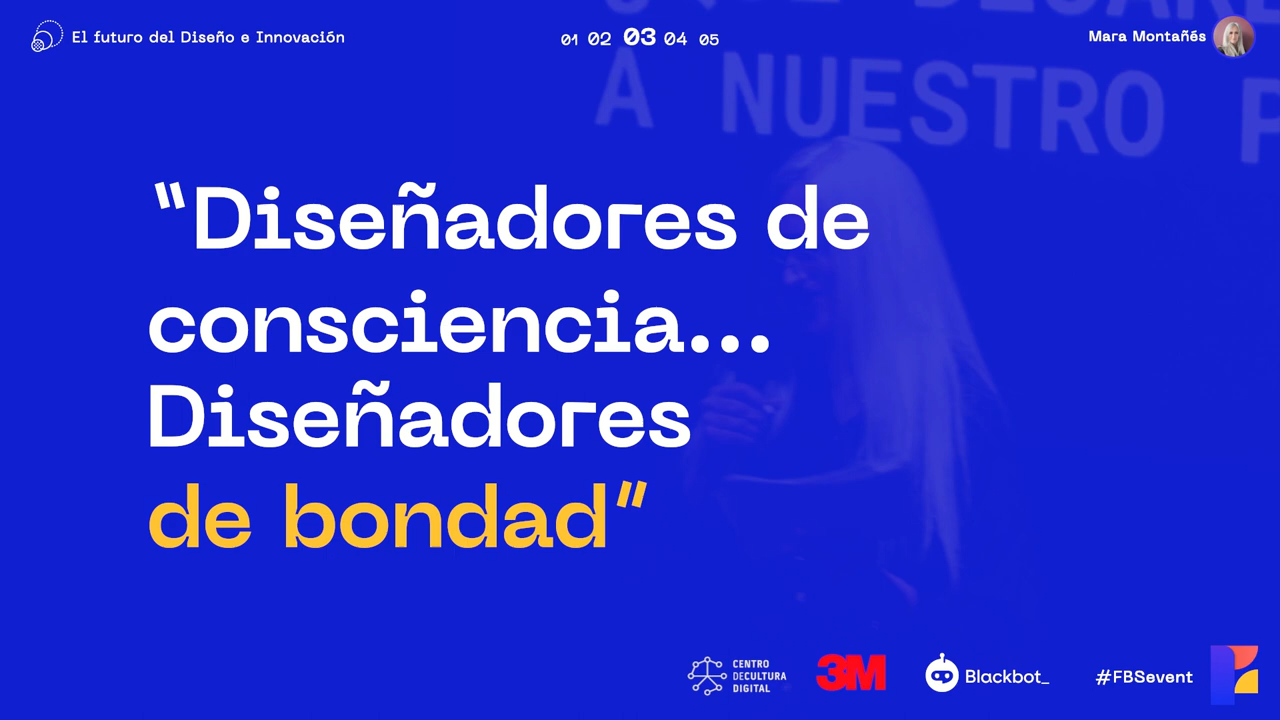 El futuro del Diseño e Innovación
01 02 03 04 05
Mara Montañés
A NUESTRO P
"Diseñadores de
consciencia...
Diseñadores
de bondad"
CENTRO
DECULTURA
DIGITAL
3M
Blackbot_
#FBSevent